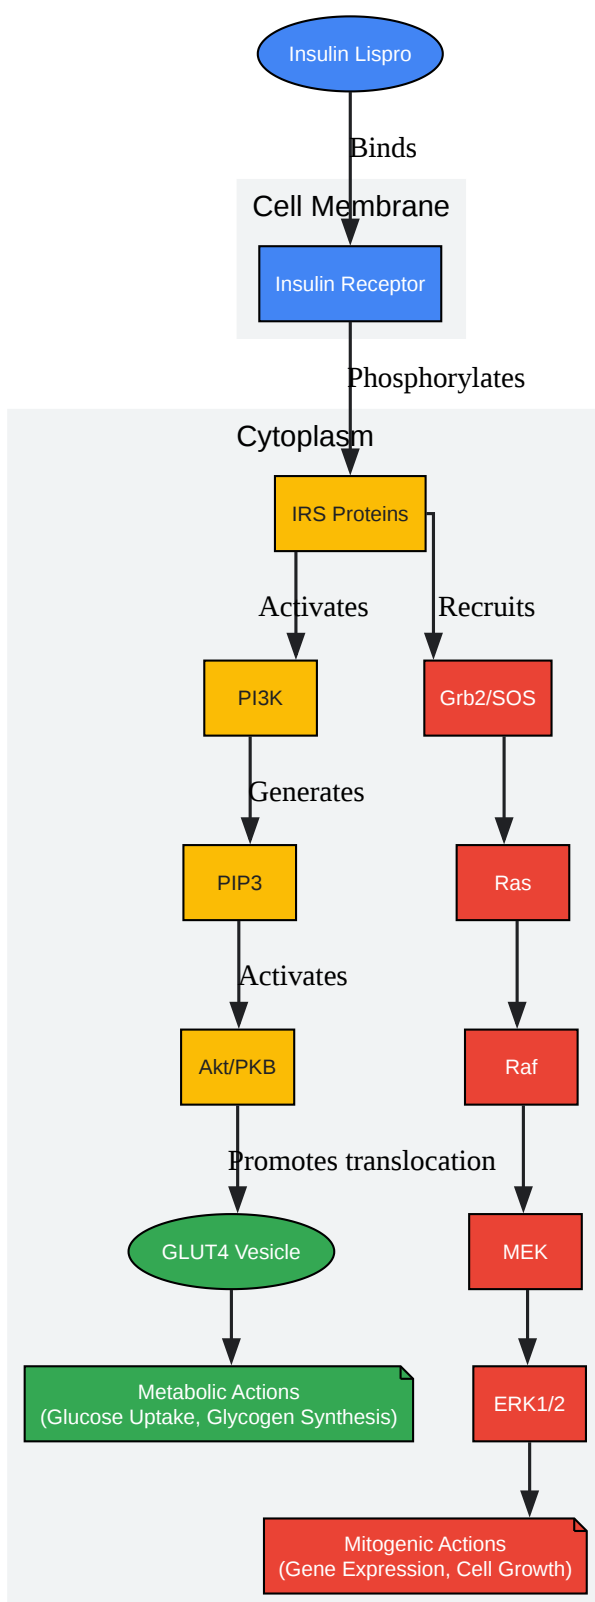 Insulin Lispro
Binds
Cell Membrane
Insulin Receptor
Phosphorylates
Cytoplasm
IRS Proteins
Activates
Recruits
PI3K
Grb2/SOS
Generates
PIP3
Ras
Activates
Akt/PKB
Raf
Promotes translocation
GLUT4 Vesicle
MEK
Metabolic Actions
(Glucose Uptake, Glycogen Synthesis)
ERK1/2
Mitogenic Actions
(Gene Expression, Cell Growth)